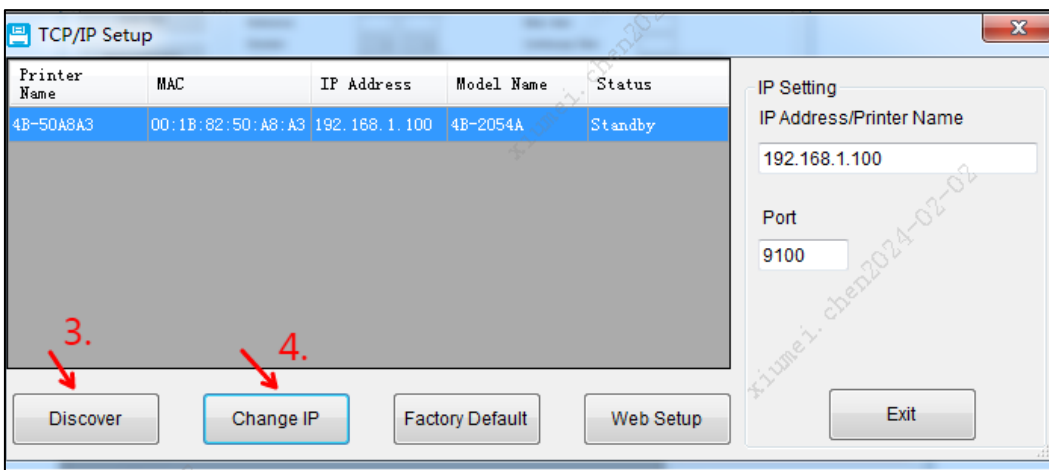 TCP/IP Setup
Printer Name
MAC
IP Address
Model Name
Status
4B-50A8A3
00:1B:82:50:A8:A3
192.168.1.100
4B-2054A
Standby
IP Setting
IP Address/Printer Name
192.168.1.100
Port
9100
3.
4.
Discover
Change IP
Factory Default
Web Setup
Exit
xiumei.chen202
xiumei.chen2024-02-02